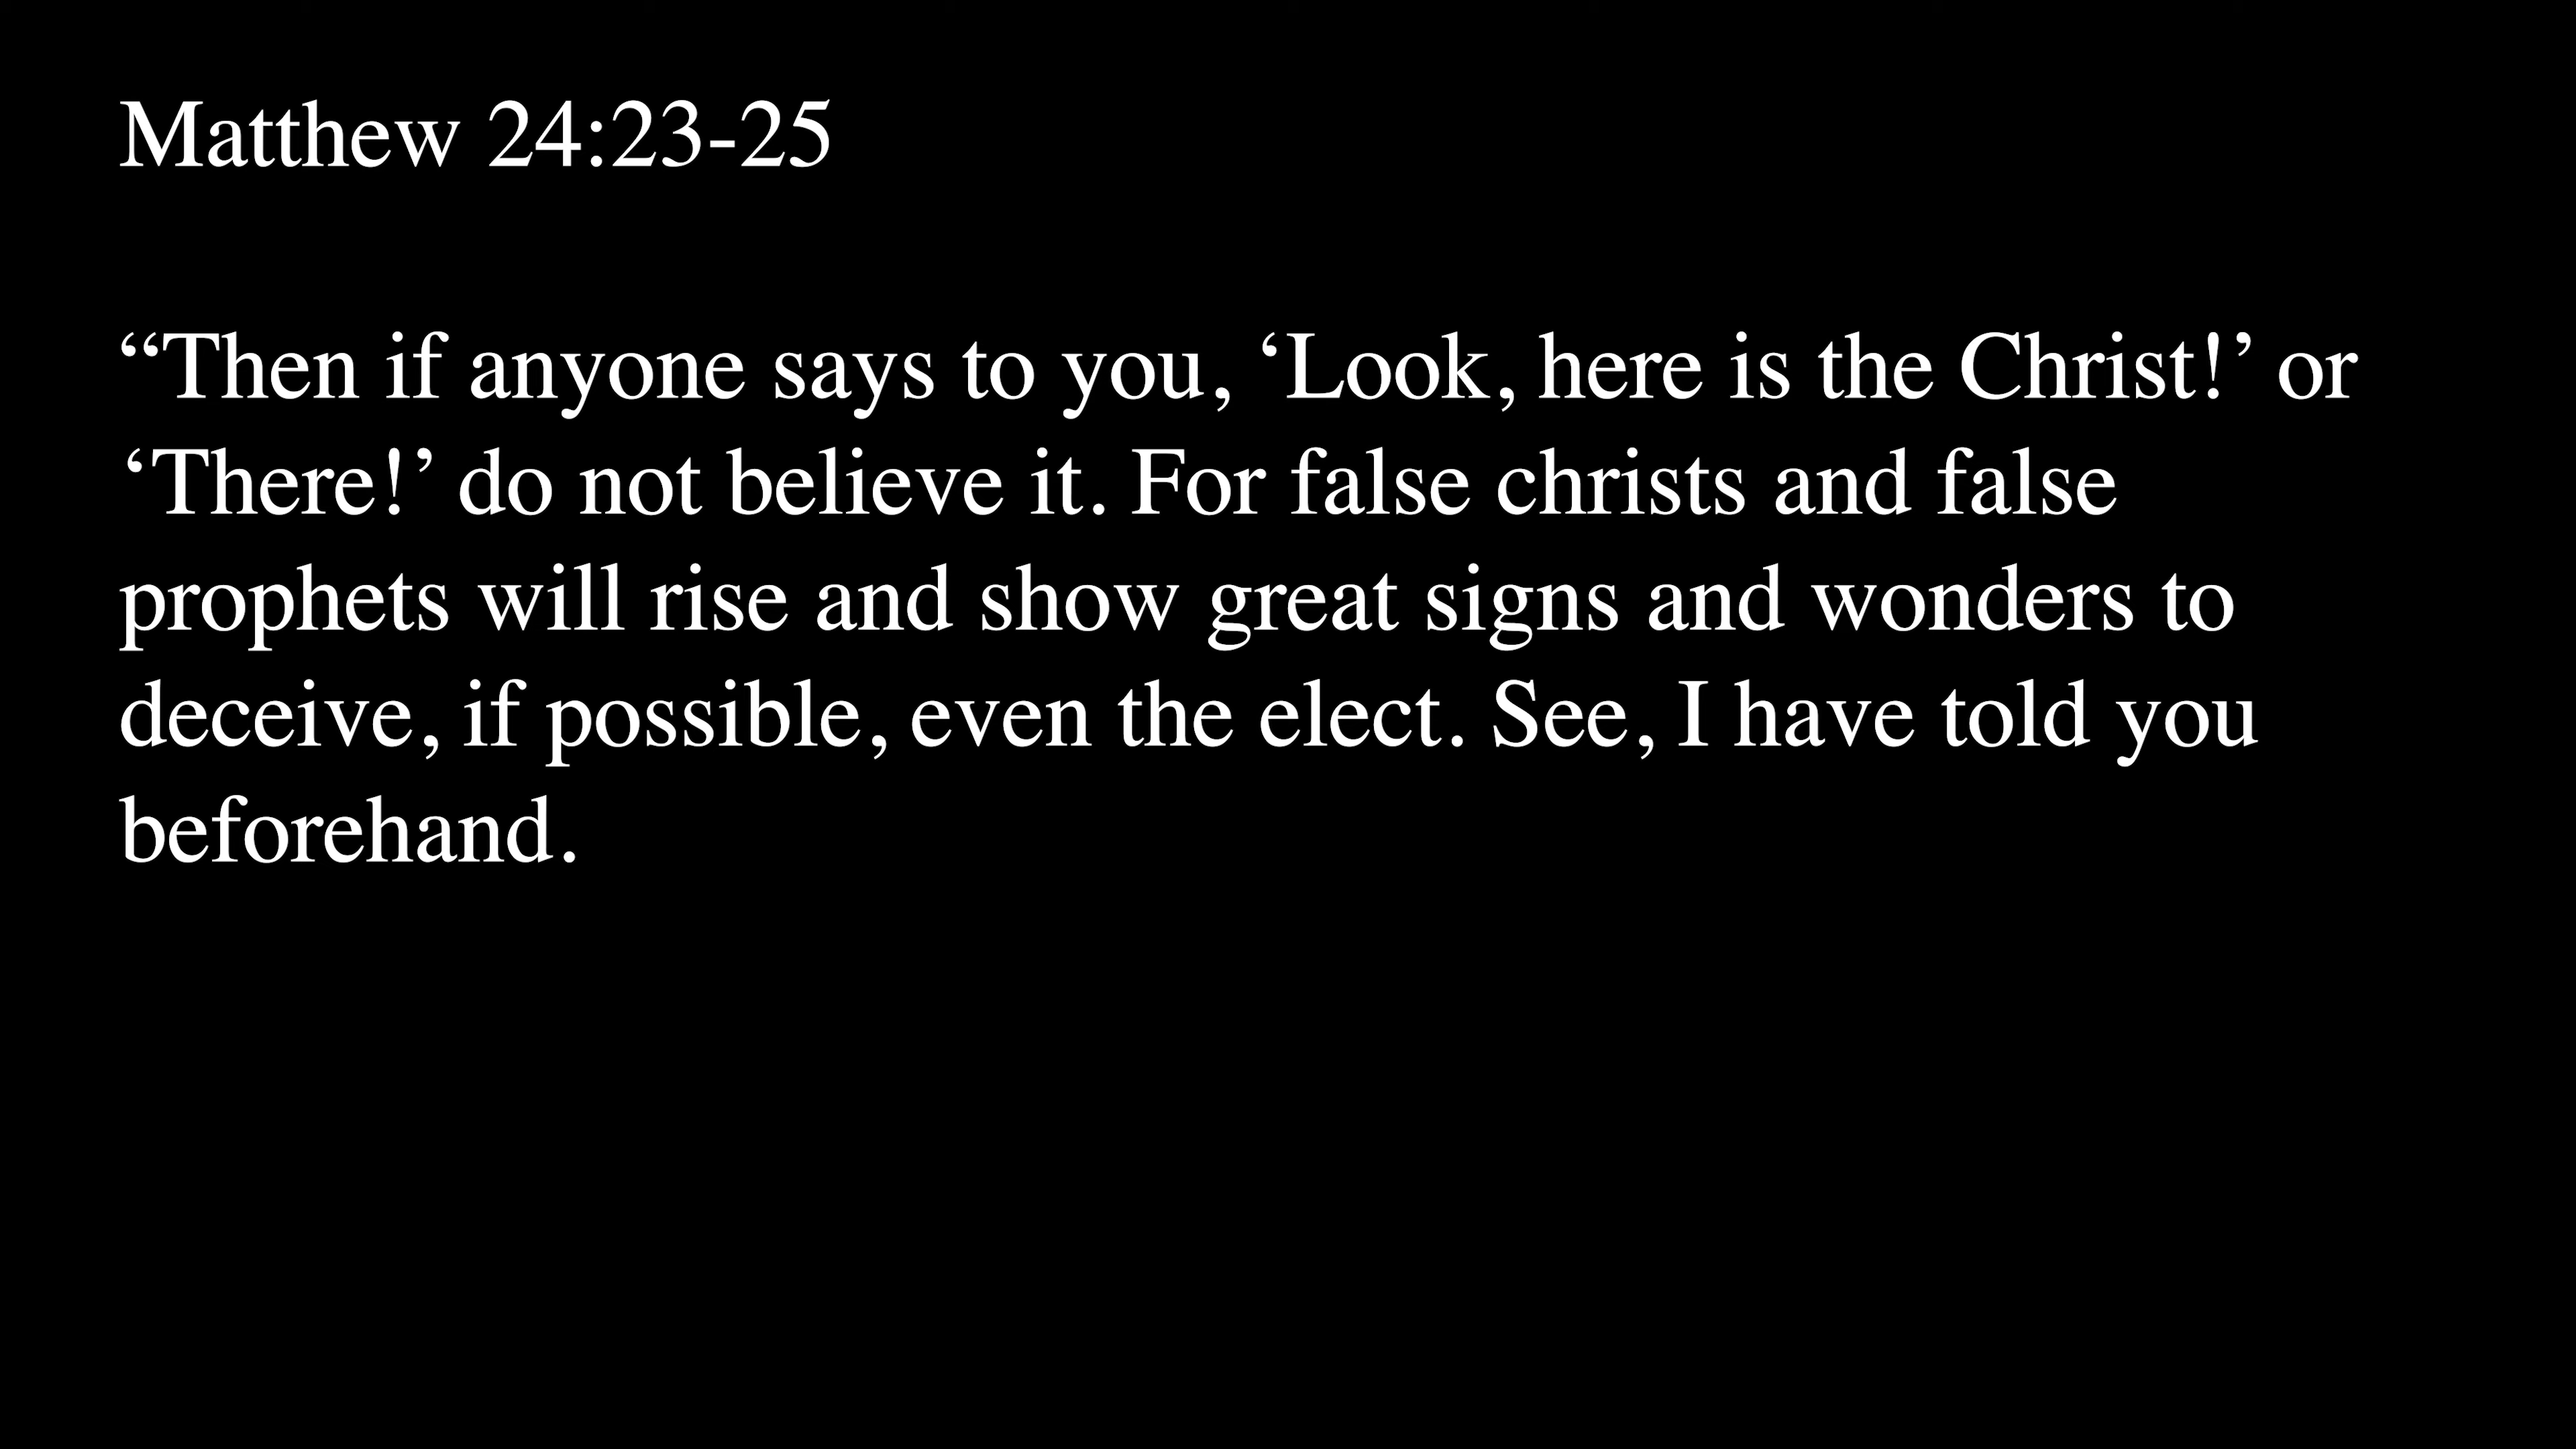 Matthew 24:23-25
“Then if anyone says to you, ‘Look, here is the Christ!’ or
‘There!’ do not believe it. For false christs and false
prophets will rise and show great signs and wonders to
deceive, if possible, even the elect. See, I have told you
beforehand.